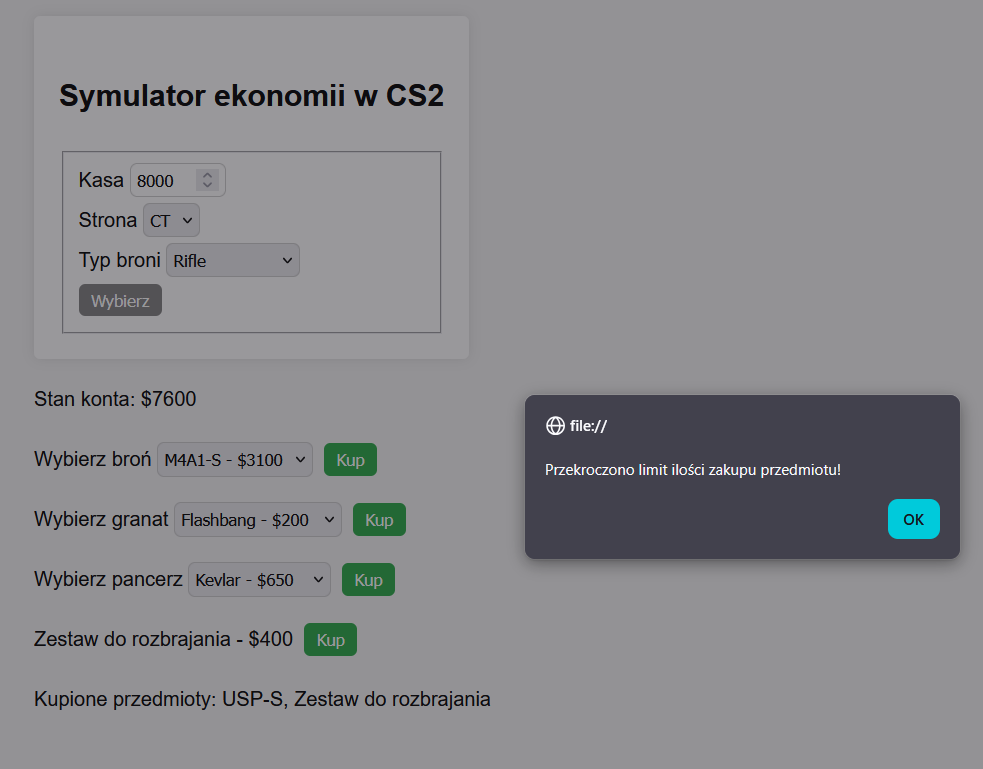 Symulator ekonomii w CS2
Kasa 8000
Strona CT
Typ broni Rifle
Wybierz
Stan konta: $7600
Wybierz broń M4A1-S - $3100 Kup
Wybierz granat Flashbang - $200 Kup
Wybierz pancerz Kevlar - $650 Kup
Zestaw do rozbrajania - $400 Kup
Kupione przedmioty: USP-S, Zestaw do rozbrajania
file://
Przekroczono limit ilości zakupu przedmiotu!
OK